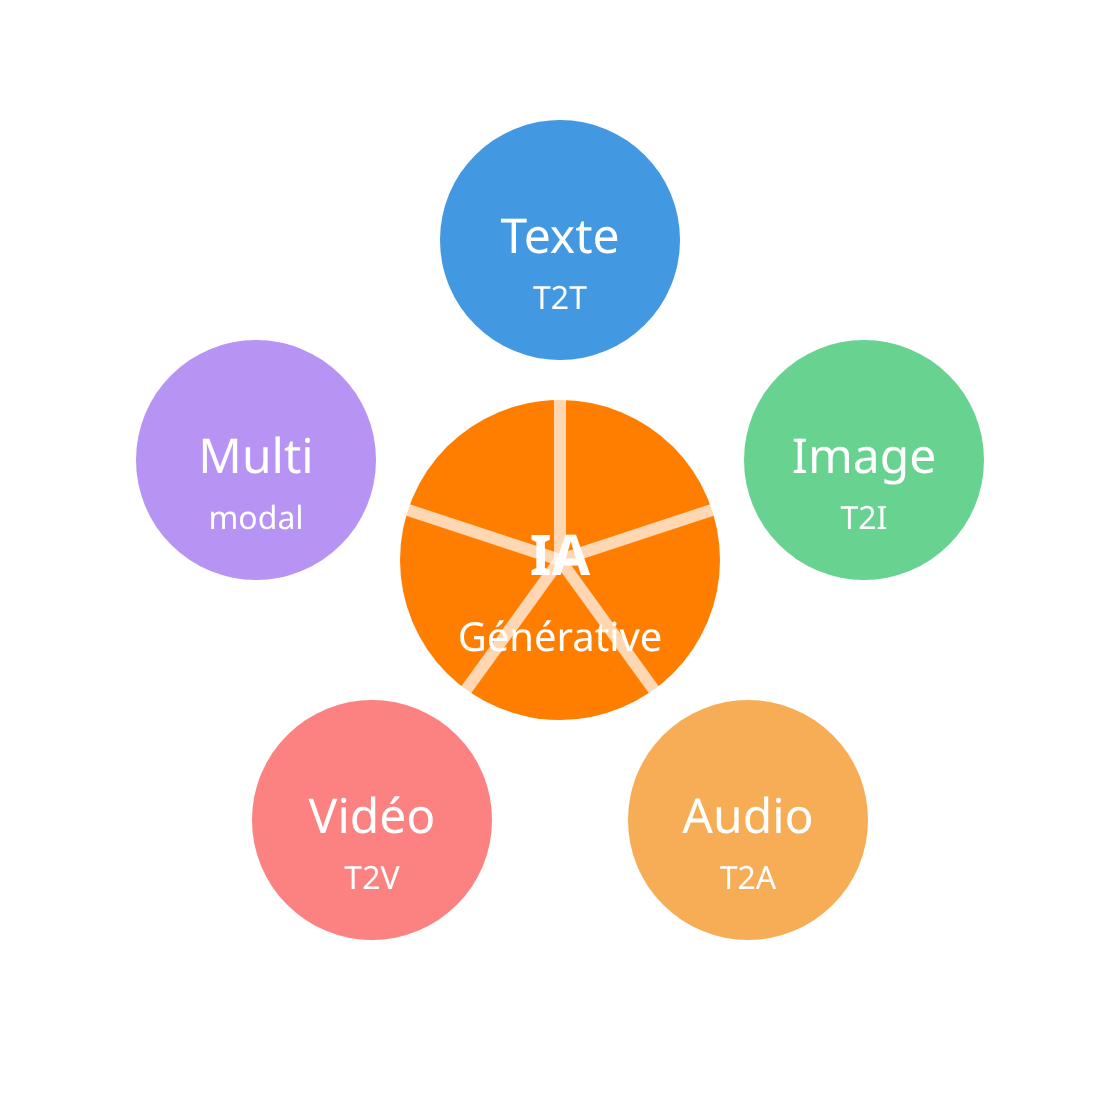 Texte
T2T
Multi
modal
Image
T2I
IA
Générative
Vidéo
T2V
Audio
T2A